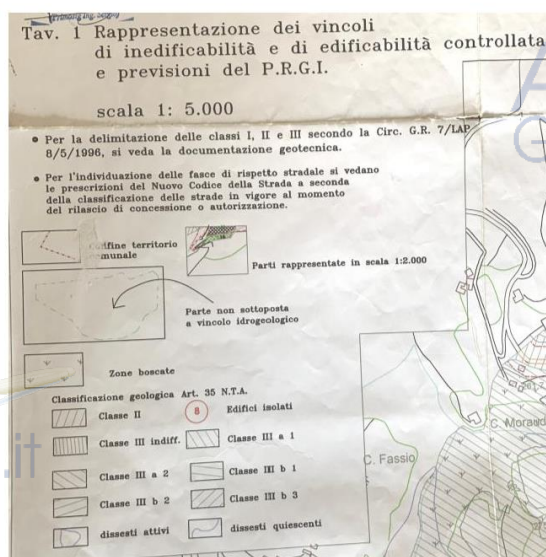 Tav. 1 Rappresentazione dei vincoli
di inedificabilità e di edificabilità controllata
e previsioni del P.R.G.I.
scala 1: 5.000
• Per la delimitazione delle classi I, II e III secondo la Circ. G.R. 7/LAP
8/5/1996, si veda la documentazione geotecnica.
• Per l'individuazione delle fasce di rispetto stradale si vedano
le prescrizioni del Nuovo Codice della Strada a seconda
della classificazione delle strade in vigore al momento
del rilascio di concessione o autorizzazione.
territorio
Parti rappresentate in scala 1:2.000
Parte non sottoposta
a vincolo idrogeologico
Zone boscate
Classificazione geologica Art. 35 N.T.A.
Classe II
8
Edifici isolati
Classe III indiff.
Classe III a 1
Classe III a 2
Classe III b 1
Classe III b 2
Classe III b 3
dissesti attivi
dissesti quiescenti
C. Fassio
.it